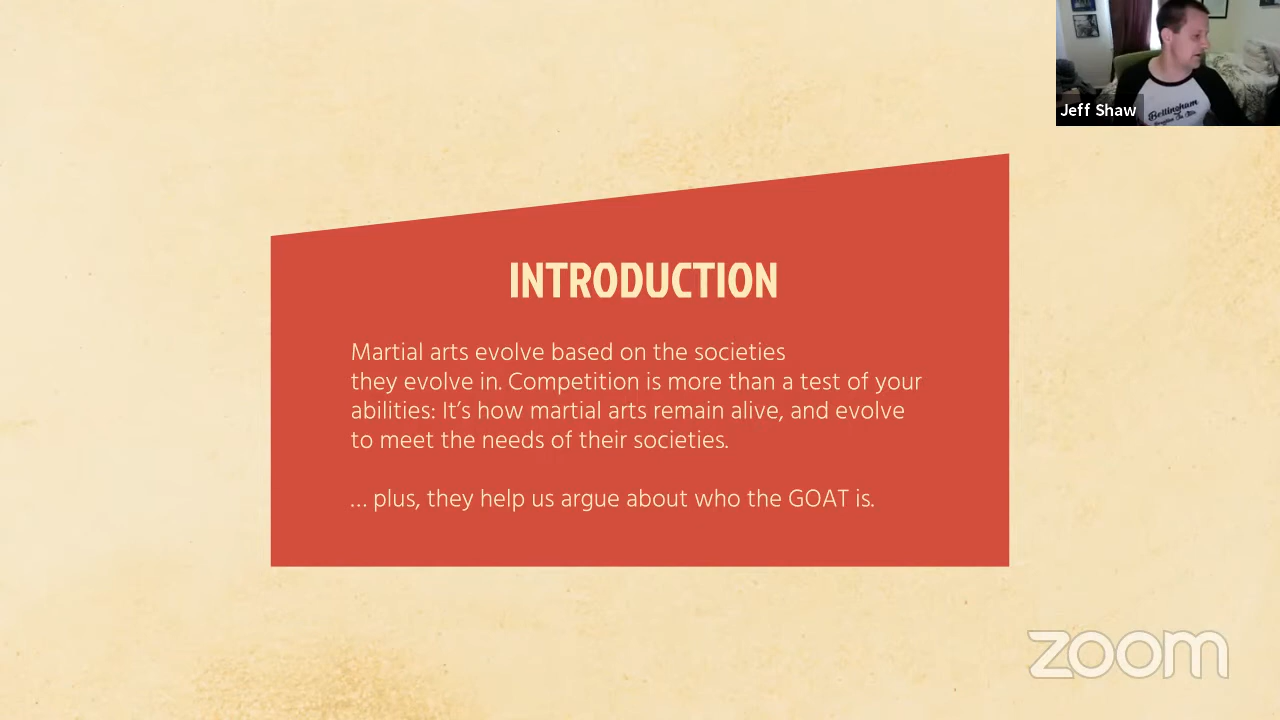 Jeff Shaw
Bellingham
INTRODUCTION
Martial arts evolve based on the societies
they evolve in. Competition is more than a test of your
abilities: It’s how martial arts remain alive, and evolve
to meet the needs of their societies.
... plus, they help us argue about who the GOAT is.
zoom